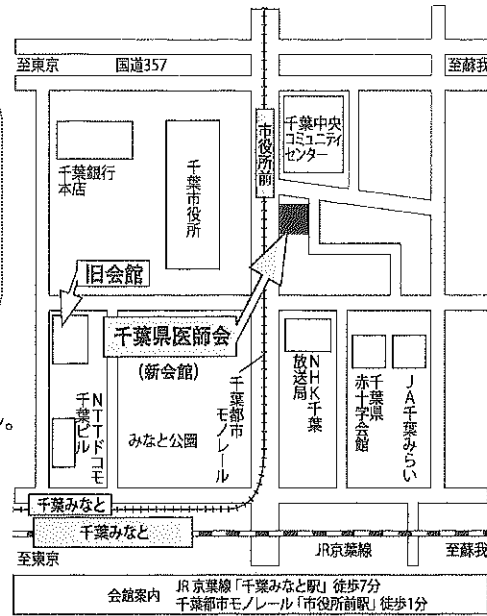 至東京
国道357
至蘇我
市役所前
千葉中央
コミュニティ
センター
千葉銀行
本店
千葉市役所
旧会館
千葉県医師会
(新会館)
NHK千葉
放送局
千葉県
赤十字会館
JA千葉みらい
千葉都市
モノレール
NTTドコモ
千葉ビル
みなと公園
。
千葉みなと
千葉みなと
至東京
JR京葉線
至蘇我
会館案内 JR京葉線「千葉みなと駅」徒歩7分
千葉都市モノレール「市役所前駅」徒歩1分